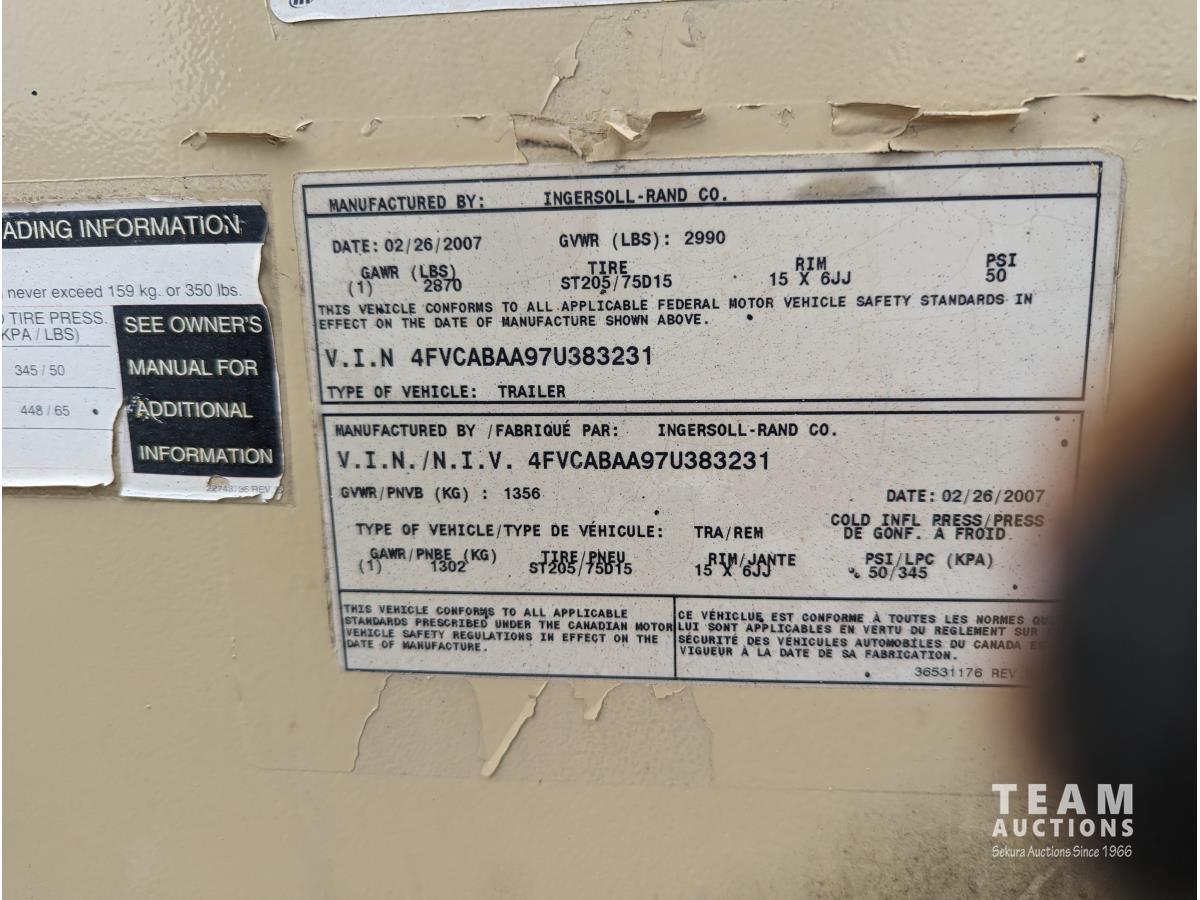 ADING INFORMATION
never exceed 159 kg. or 350 lbs.
TIRE PRESS.
KPA / LBS)
345 / 50
448 / 65
SEE OWNER'S
MANUAL FOR
ADDITIONAL
INFORMATION
MANUFACTURED BY: INGERSOLL-RAND CO.
DATE: 02/26/2007 GVWR (LBS): 2990
GAWR (LBS) TIRE RIM PSI
(1) 2870 ST205/75D15 15 X 6JJ 50
THIS VEHICLE CONFORMS TO ALL APPLICABLE FEDERAL MOTOR VEHICLE SAFETY STANDARDS IN
EFFECT ON THE DATE OF MANUFACTURE SHOWN ABOVE.
V.I.N 4FVCABAA97U383231
TYPE OF VEHICLE: TRAILER
MANUFACTURED BY /FABRIQUÉ PAR: INGERSOLL-RAND CO.
V.I.N./N.I.V. 4FVCABAA97U383231
GVWR/PNVB (KG) : 1356 DATE: 02/26/2007
TYPE OF VEHICLE/TYPE DE VÉHICULE: TRA/REM COLD INFL PRESS/PRESS
DE GONF. A FROID
GAWR/PNBE (KG) TIRE/PNEU RIM/JANTE PSI/LPC (KPA)
(1) 1302 ST205/75D15 15 X 6JJ 50/345
THIS VEHICLE CONFORMS TO ALL APPLICABLE
STANDARDS PRESCRIBED UNDER THE CANADIAN MOTOR
VEHICLE SAFETY REGULATIONS IN EFFECT ON THE
DATE OF MANUFACTURE.
CE VÉHICLUE EST CONFORME À TOUTES LES NORMES QU
LUI SONT APPLICABLES EN VERTU DU REGLEMENT SUR
SÉCURITÉ DES VÉHICULES AUTOMOBILES DU CANADA E
VIGUEUR À LA DATE DE SA FABRICATION.
36531176 REV
TEAM
AUCTIONS
Sekura Auctions Since 1966